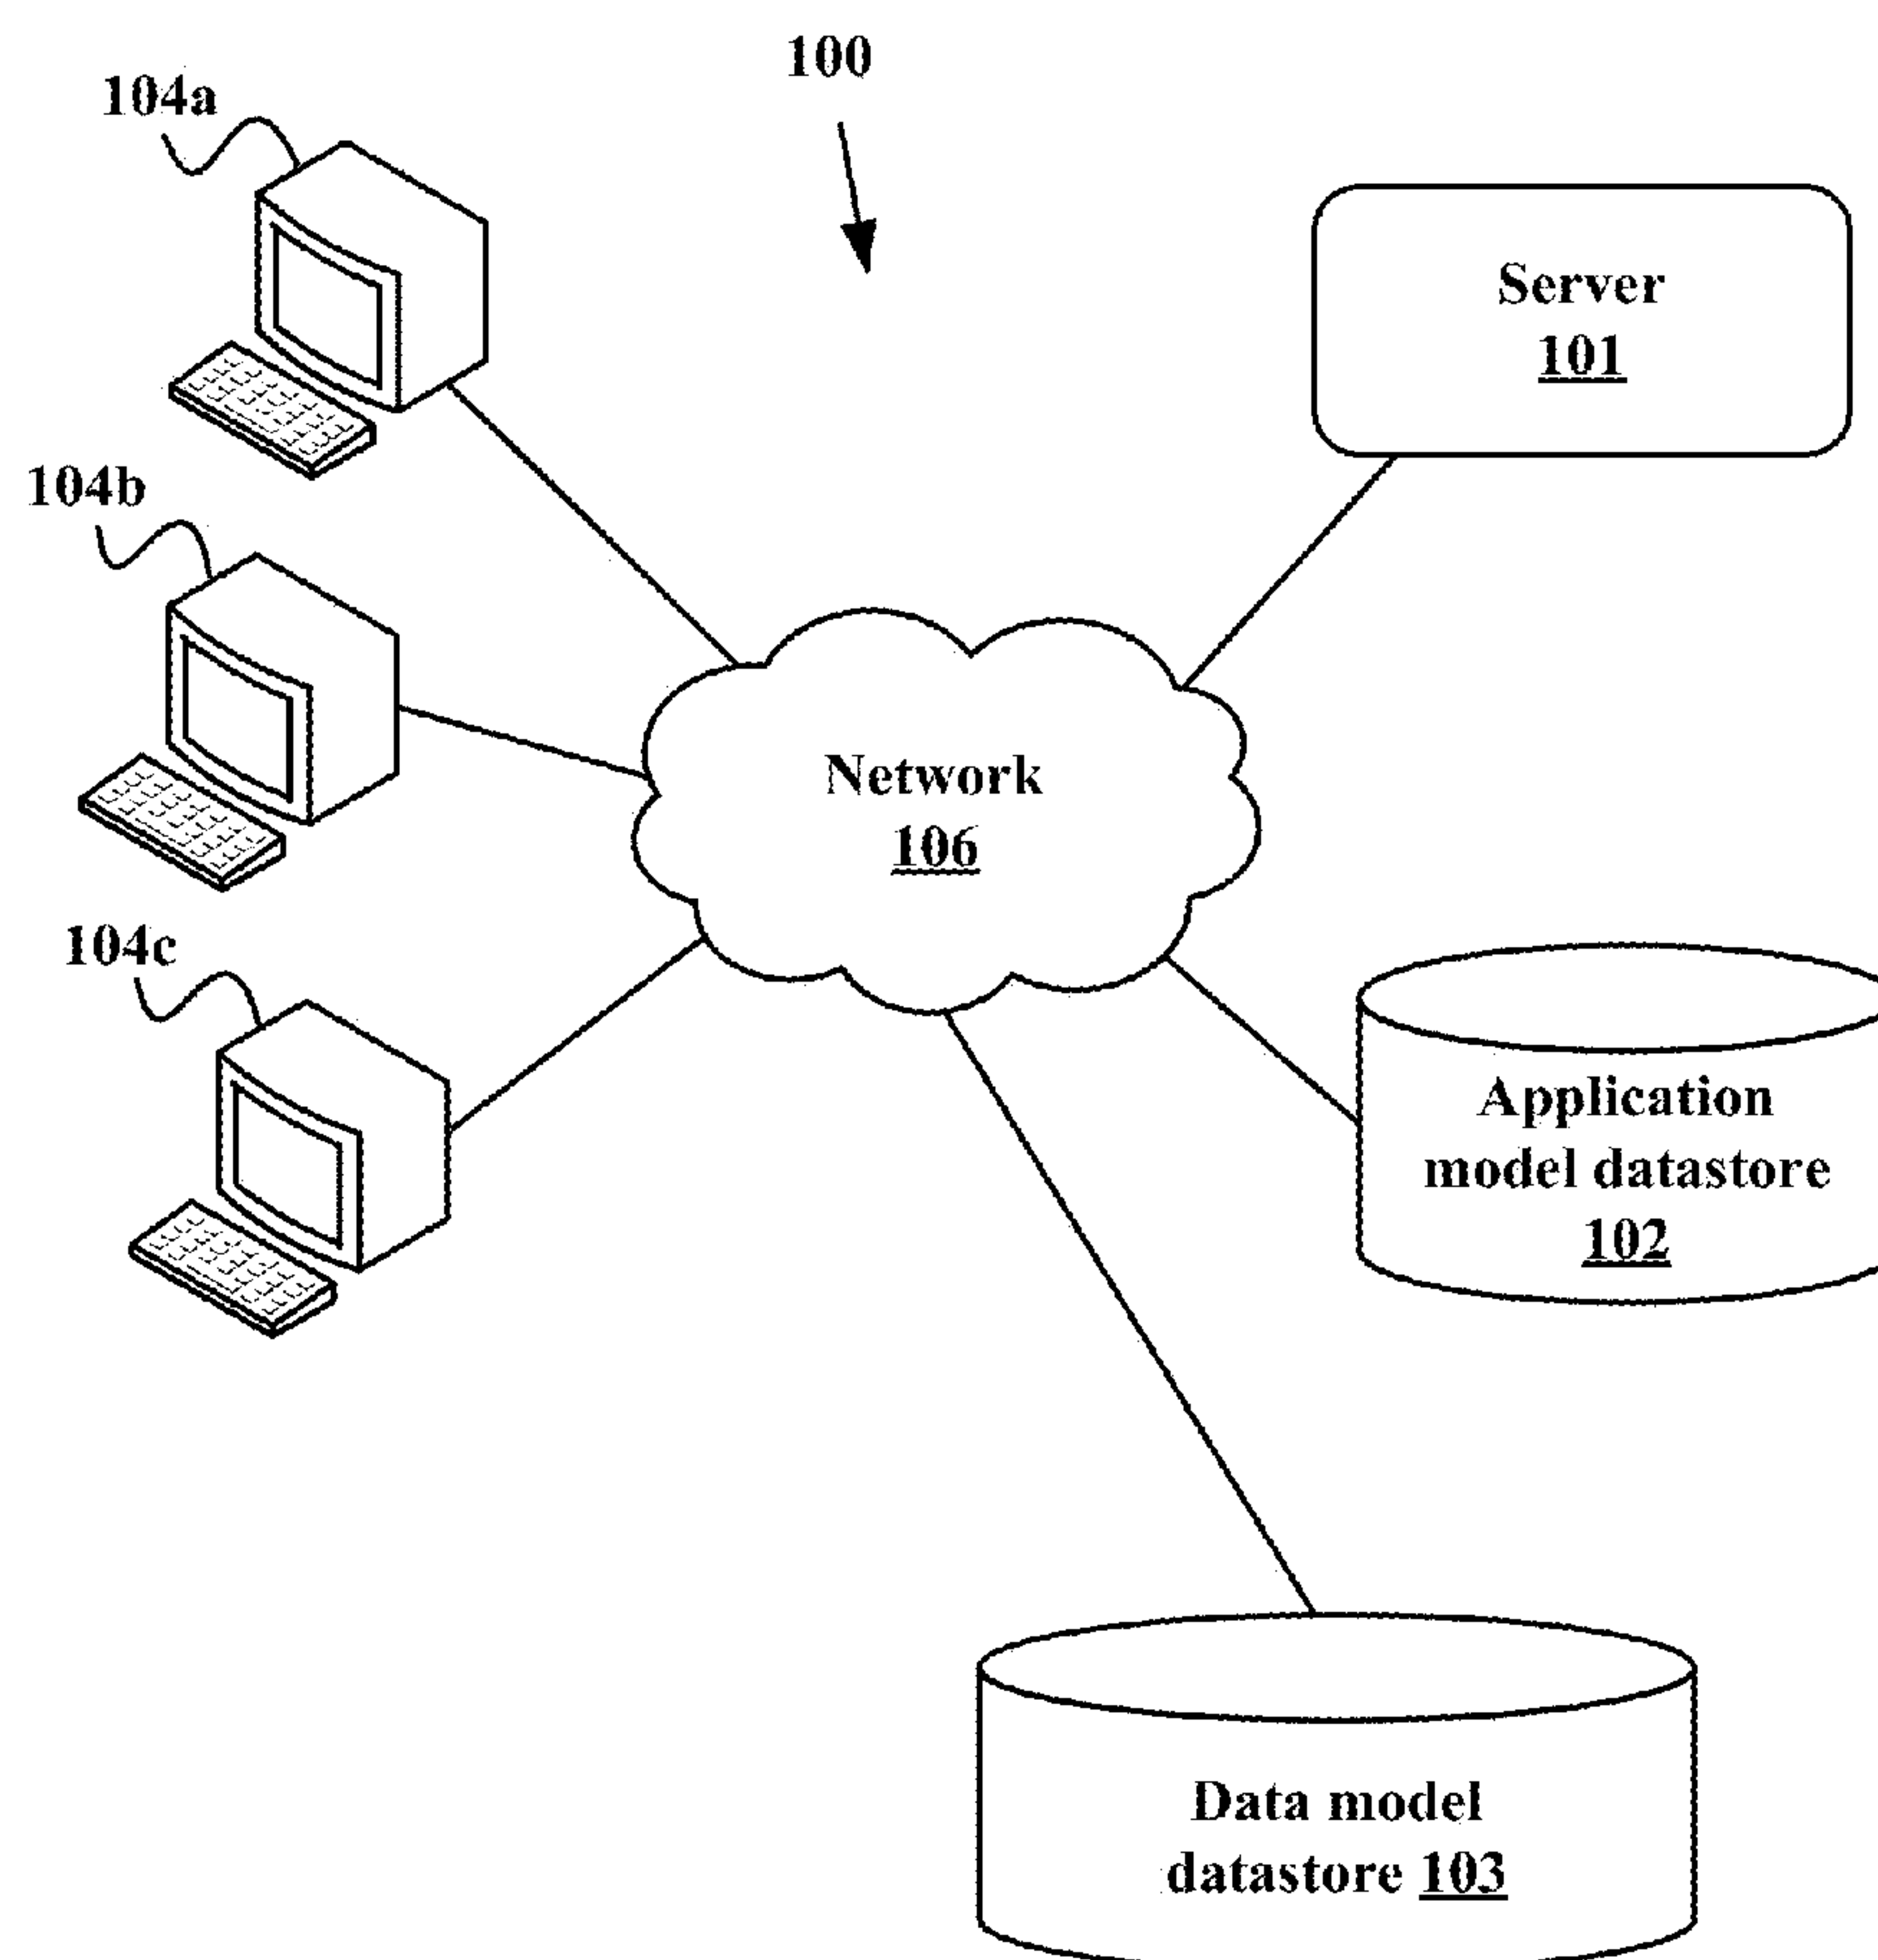 100
104a
Server
101
104b
Network
106
104c
Application
model datastore
102
Data model
datastore 103